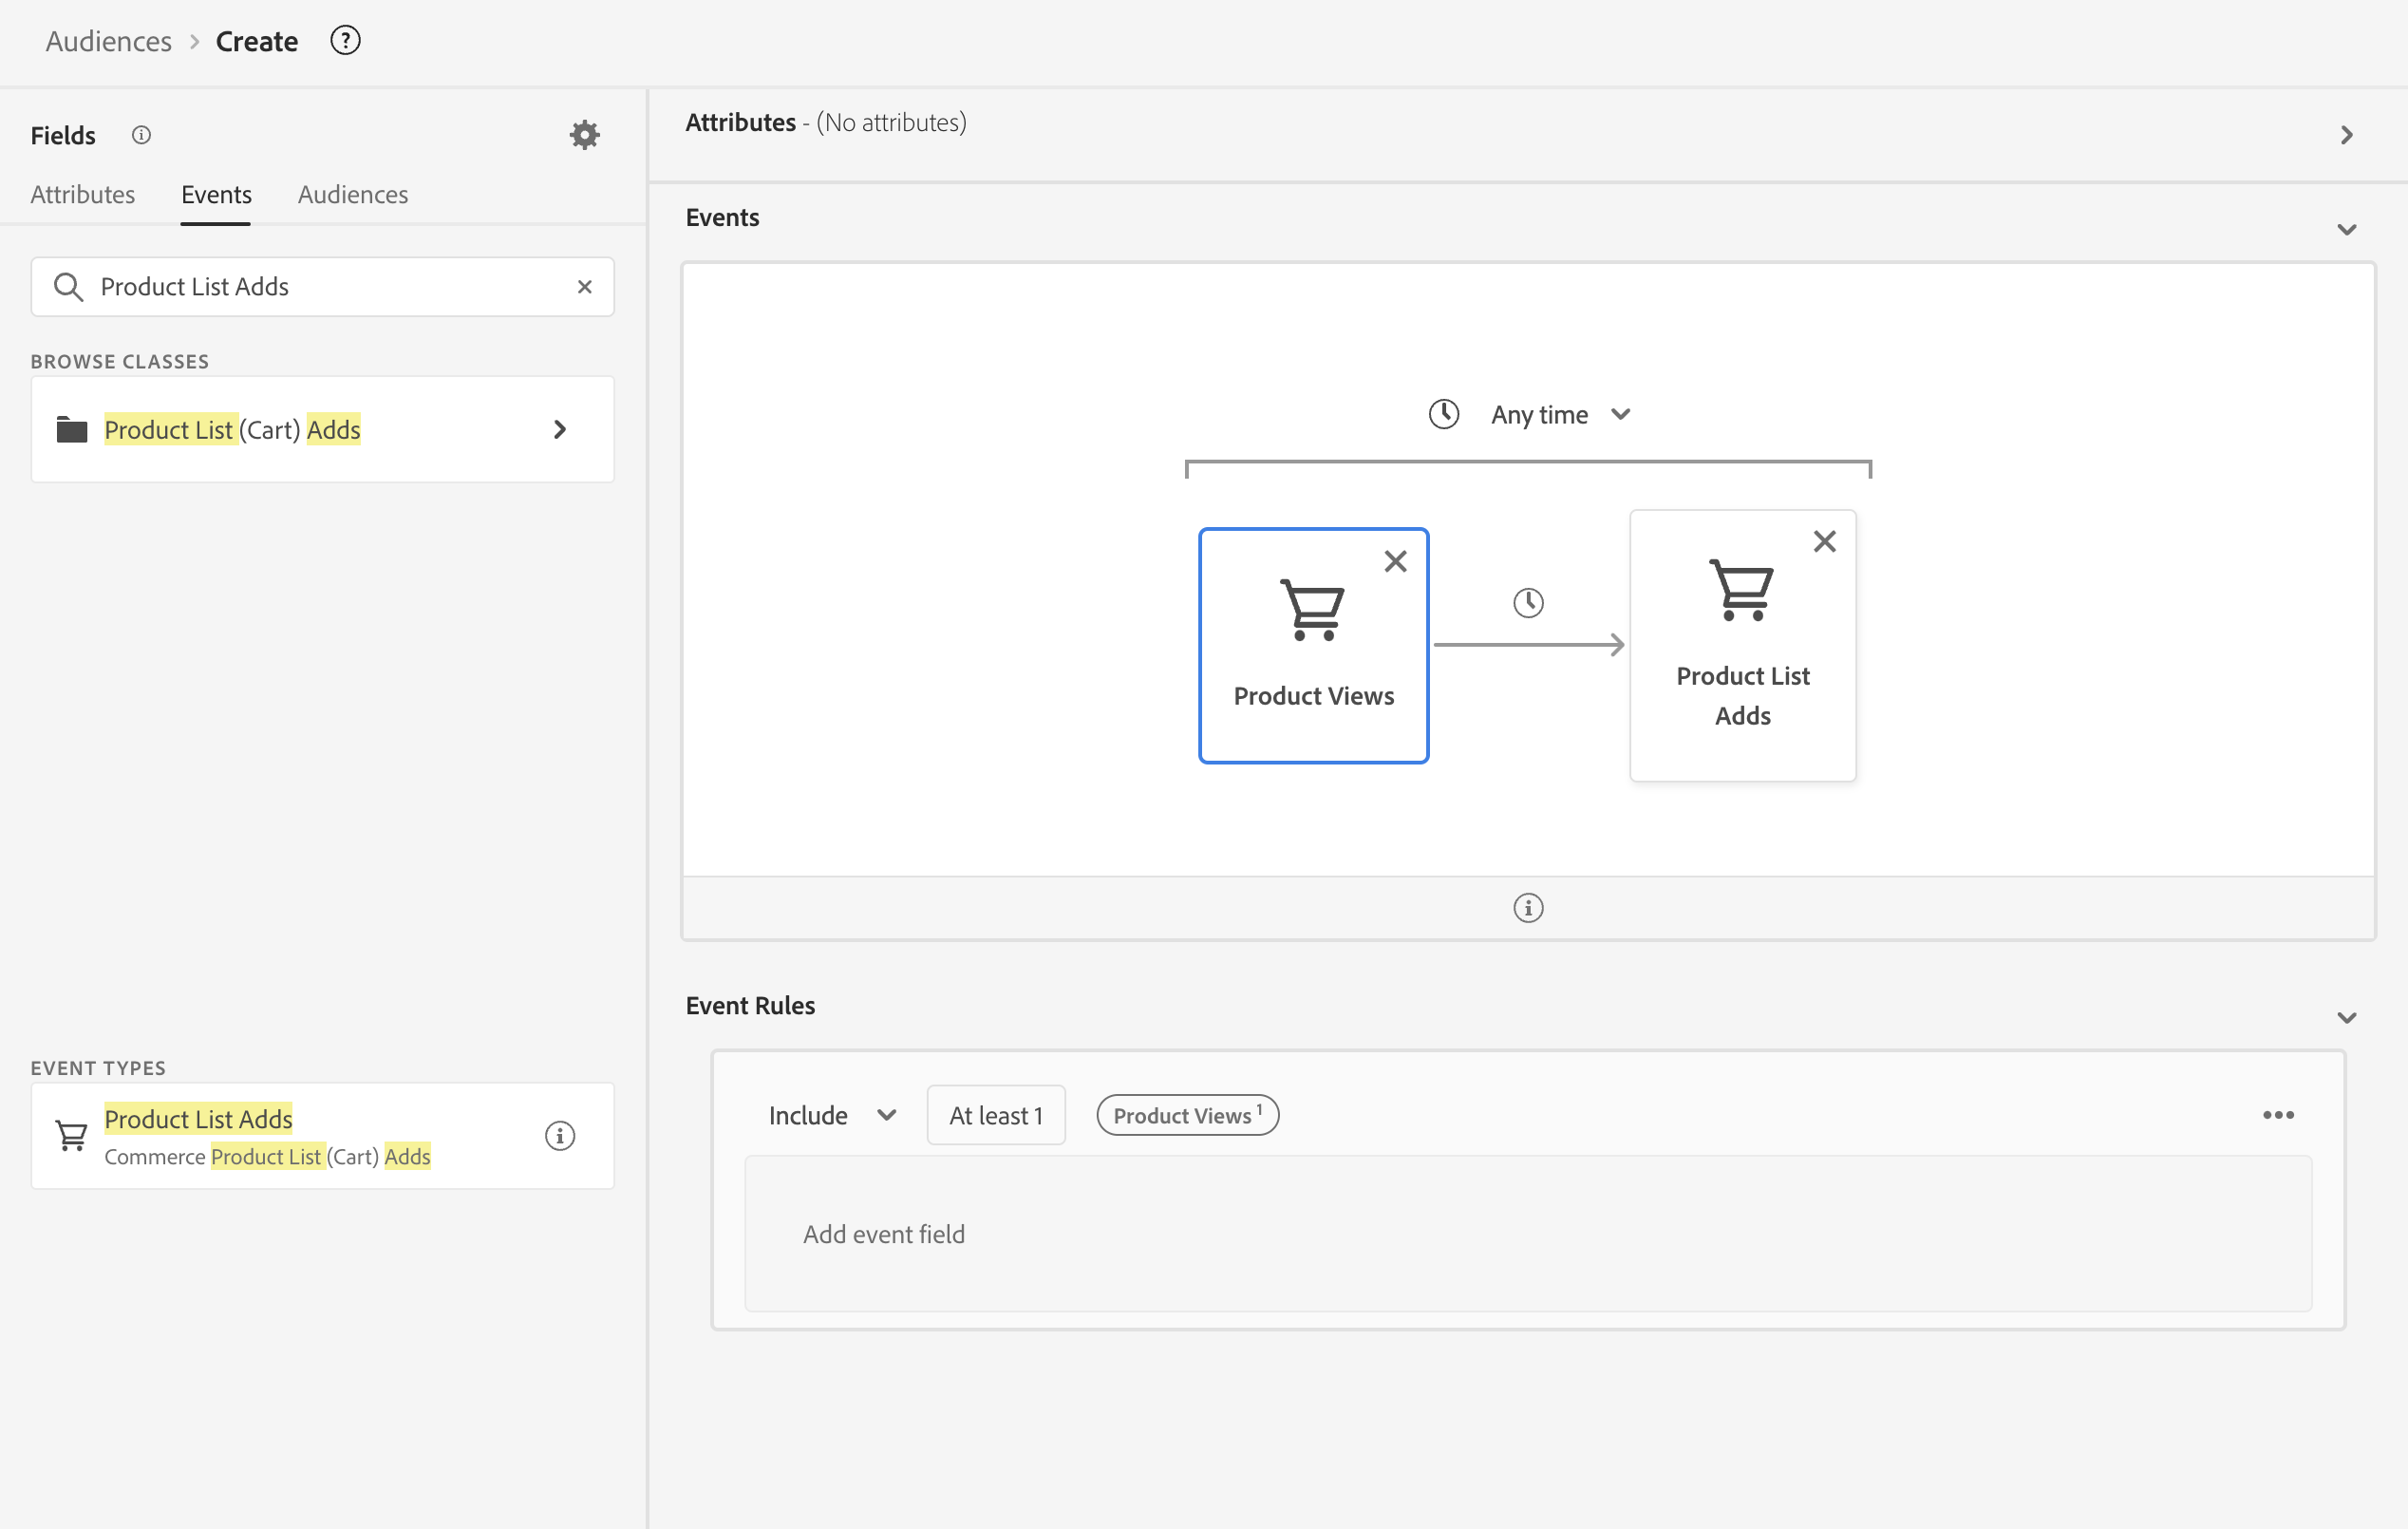 Audiences > Create
Fields
Attributes Events Audiences
Product List Adds
BROWSE CLASSES
Product List (Cart) Adds
EVENT TYPES
Product List Adds
Commerce Product List (Cart) Adds
Attributes - (No attributes)
Events
Any time
Product Views
Product List
Adds
Event Rules
Include At least 1 Product Views 1
Add event field